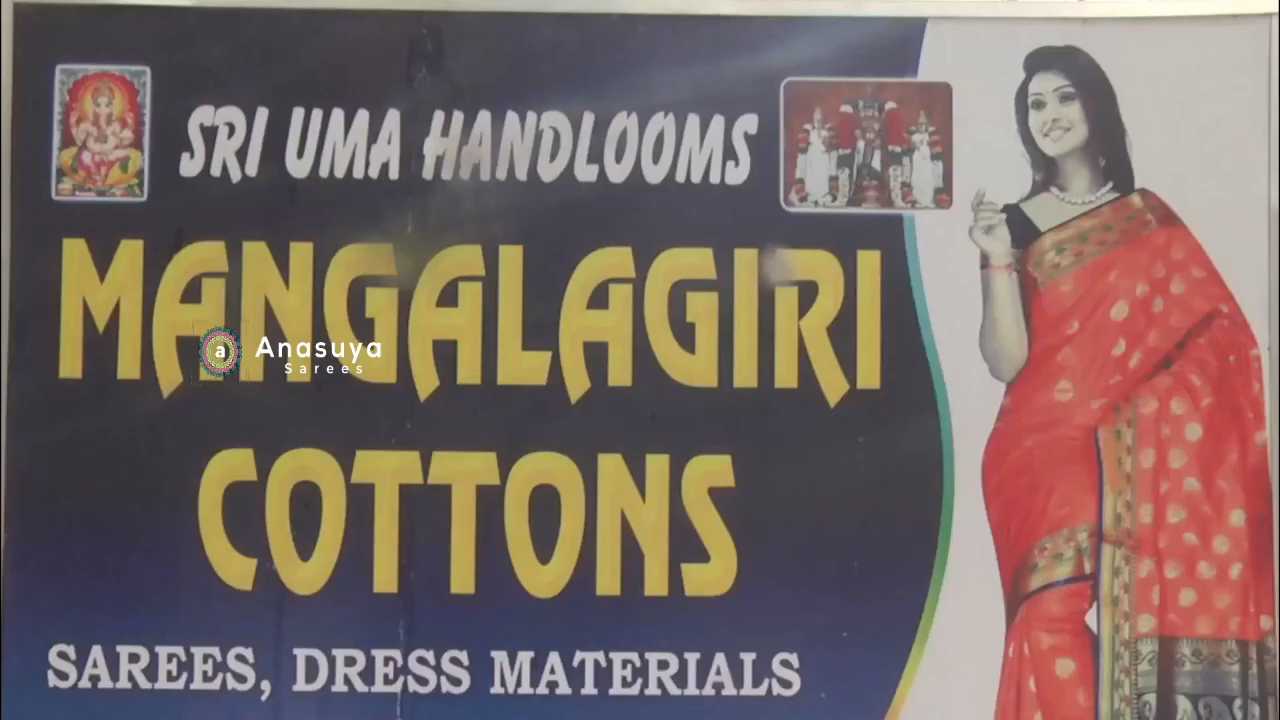 SRI UMA HANDLOOMS
MANGALAGIRI
a Anasuya
Sarees
COTTONS
SAREES, DRESS MATERIALS